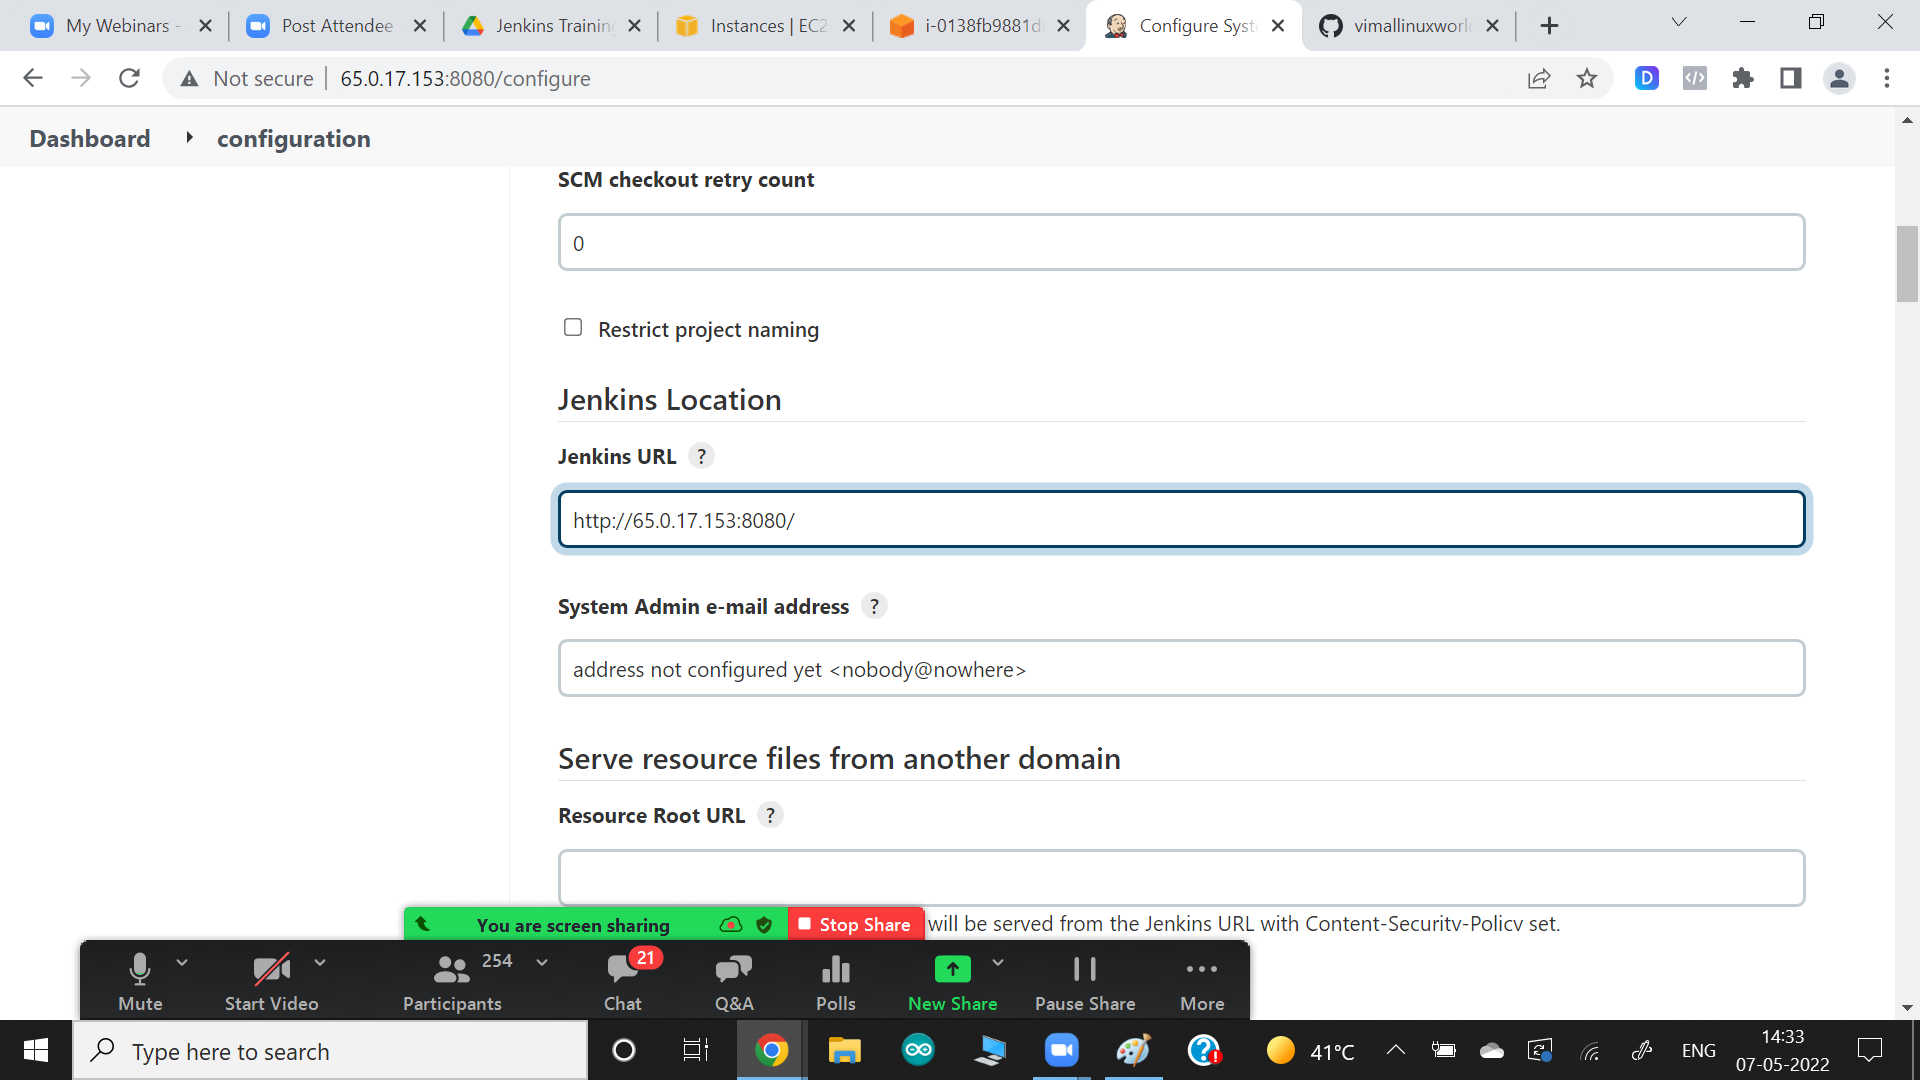 My Webinars -
Post Attendee
Jenkins Training
Instances | EC2
i-0138fb9881d
Configure Syst
vimallinuxworld
Not secure
65.0.17.153:8080/configure
D
Dashboard
configuration
SCM checkout retry count
0
Restrict project naming
Jenkins Location
Jenkins URL ?
http://65.0.17.153:8080/
System Admin e-mail address ?
address not configured yet <nobody@nowhere>
Serve resource files from another domain
Resource Root URL ?
will be served from the Jenkins URL with Content-Security-Policy set.
You are screen sharing
Stop Share
254
21
Mute
Start Video
Participants
Chat
Q&A
Polls
New Share
Pause Share
More
Type here to search
41°C
ENG
14:33
07-05-2022